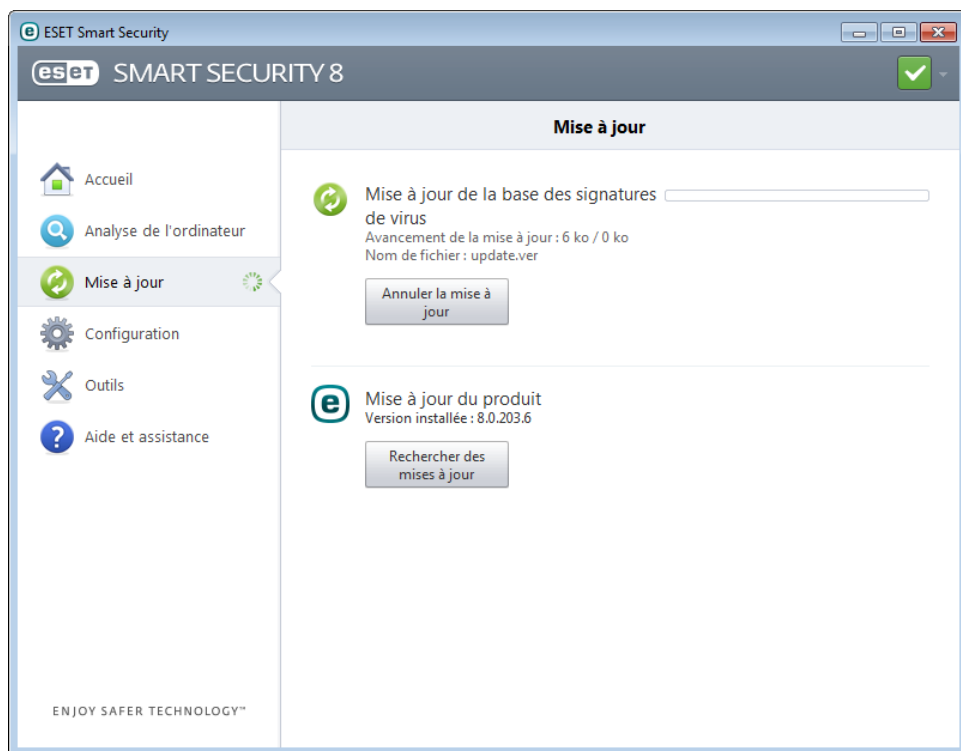 ESET Smart Security
eset SMART SECURITY 8
Mise à jour
Accueil
Analyse de l'ordinateur
Mise à jour
Configuration
Outils
Aide et assistance
Mise à jour de la base des signatures
de virus
Avancement de la mise à jour : 6 ko / 0 ko
Nom de fichier : update.ver
Annuler la mise à
jour
Mise à jour du produit
Version installée : 8.0.203.6
Rechercher des
mises à jour
ENJOY SAFER TECHNOLOGY™